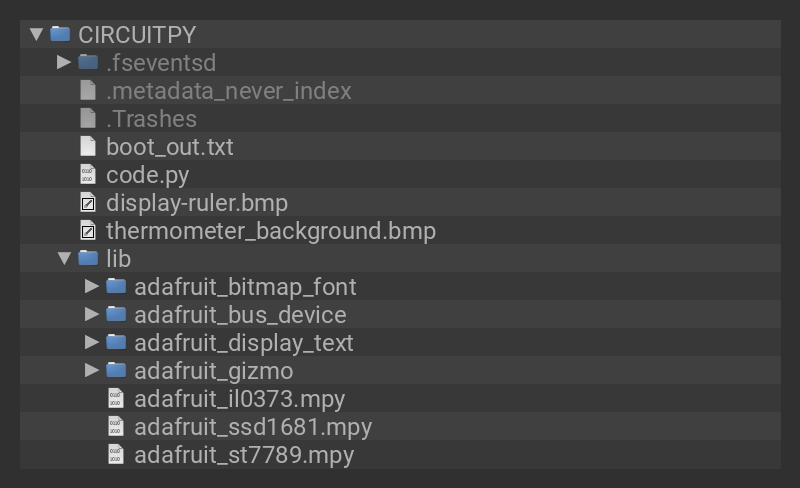 CIRCUITPY
.fseventsd
.metadata_never_index
.Trashes
boot_out.txt
code.py
display-ruler.bmp
thermometer_background.bmp
lib
adafruit_bitmap_font
adafruit_bus_device
adafruit_display_text
adafruit_gizmo
adafruit_il0373.mpy
adafruit_ssd1681.mpy
adafruit_st7789.mpy